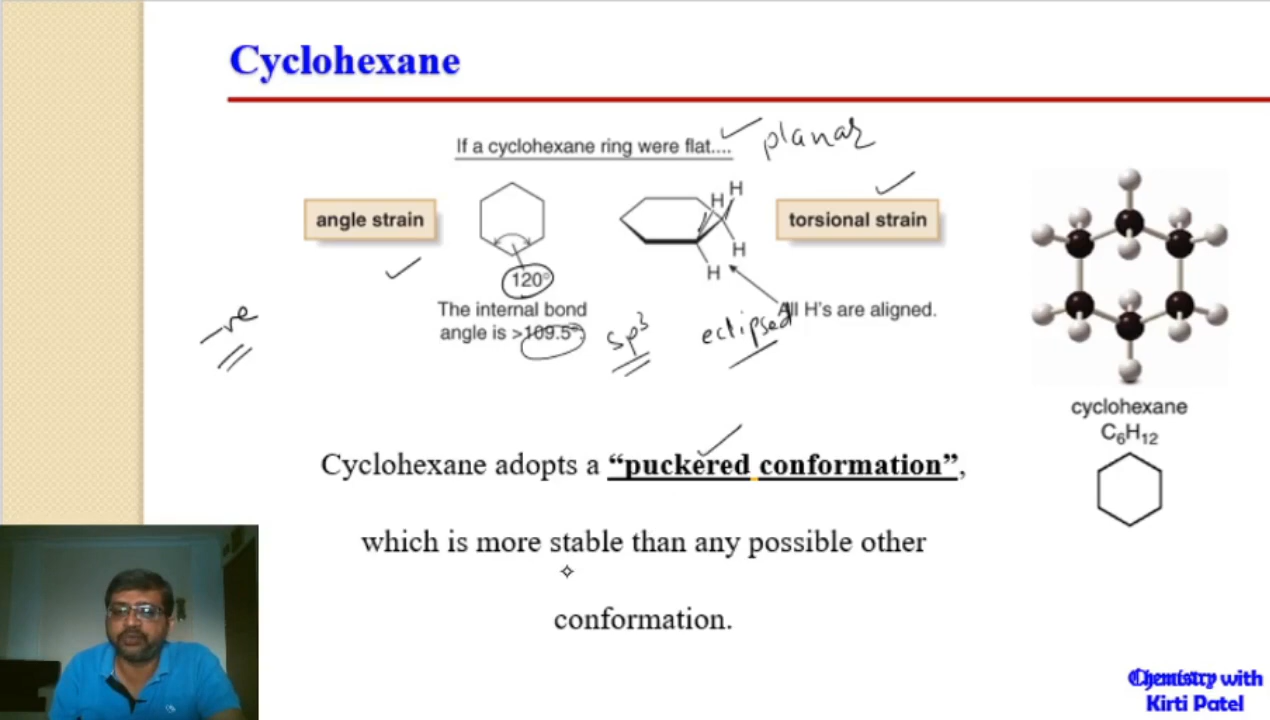 Cyclohexane
If a cyclohexane ring were flat....
planar
angle strain
H
H
torsional strain
H
120°
H
The internal bond
angle is >109.5°.
All H's are aligned.
-ve
sp³
eclipsed
cyclohexane
C₆H₁₂
Cyclohexane adopts a “puckered conformation”,
which is more stable than any possible other
conformation.
Chemistry with
Kirti Patel